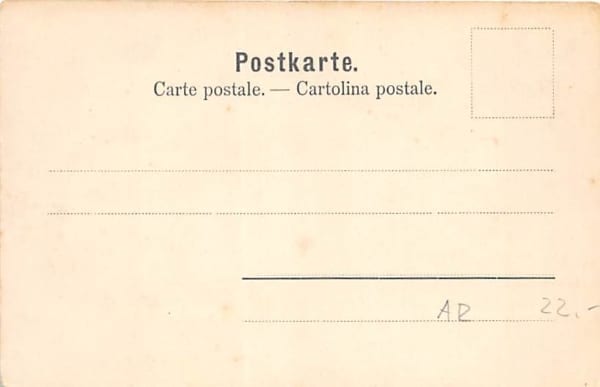 Postkarte.
Carte postale. — Cartolina postale.
AR 22.-